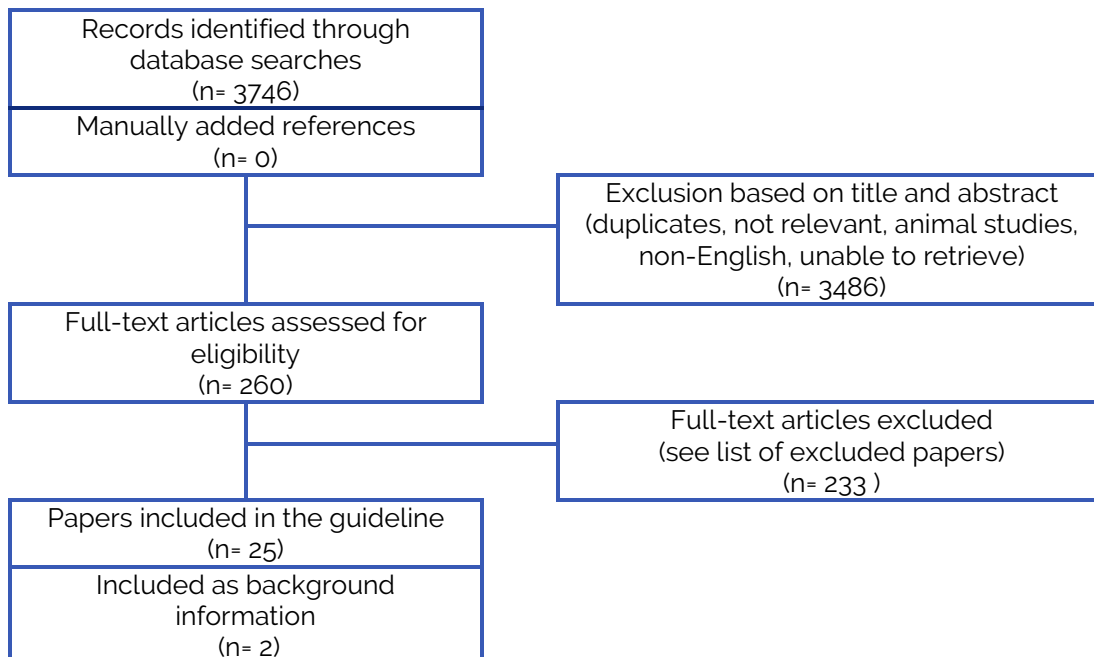 Records identified through
database searches
(n= 3746)
Manually added references
(n= 0)
Exclusion based on title and abstract
(duplicates, not relevant, animal studies,
non-English, unable to retrieve)
(n= 3486)
Full-text articles assessed for
eligibility
(n= 260)
Full-text articles excluded
(see list of excluded papers)
(n= 233 )
Papers included in the guideline
(n= 25)
Included as background
information
(n= 2)